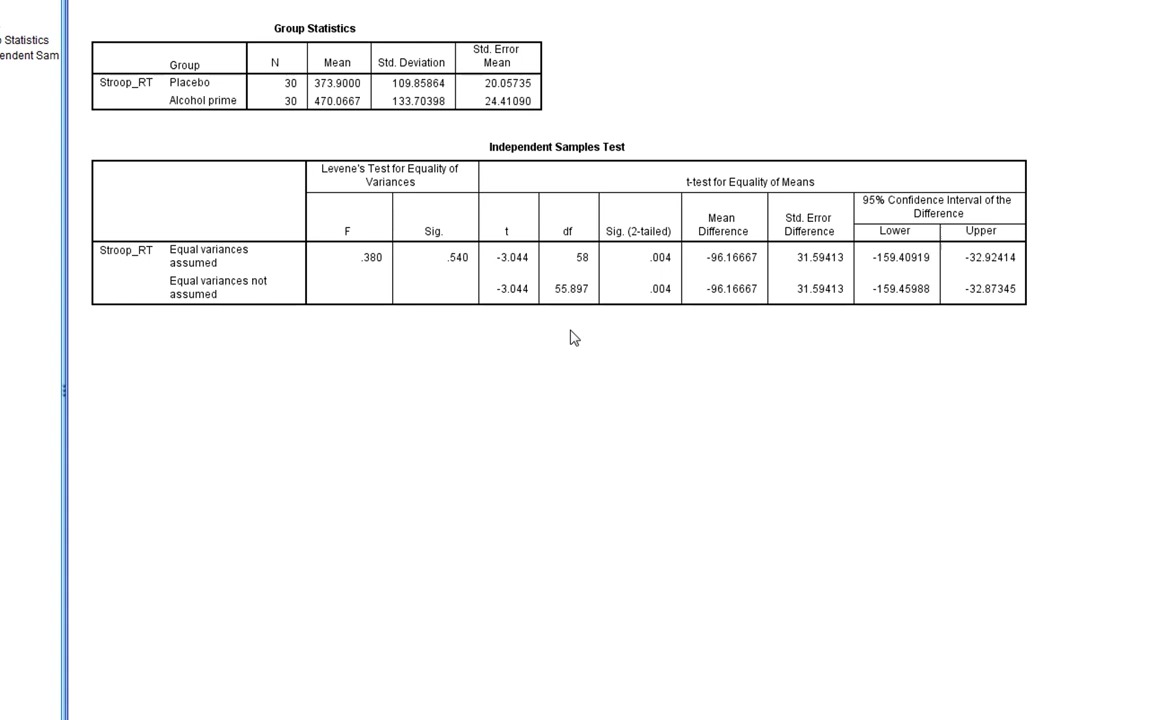 Statistics
endent Sam
Group Statistics
Group N Mean Std. Deviation Std. Error Mean
Stroop_RT Placebo 30 373.9000 109.85864 20.05735
Alcohol prime 30 470.0667 133.70398 24.41090
Independent Samples Test
Levene's Test for Equality of Variances t-test for Equality of Means
95% Confidence Interval of the Difference
F Sig. t df Sig. (2-tailed) Mean Difference Std. Error Difference Lower Upper
Stroop_RT Equal variances assumed .380 .540 -3.044 58 .004 -96.16667 31.59413 -159.40919 -32.92414
Equal variances not assumed -3.044 55.897 .004 -96.16667 31.59413 -159.45988 -32.87345